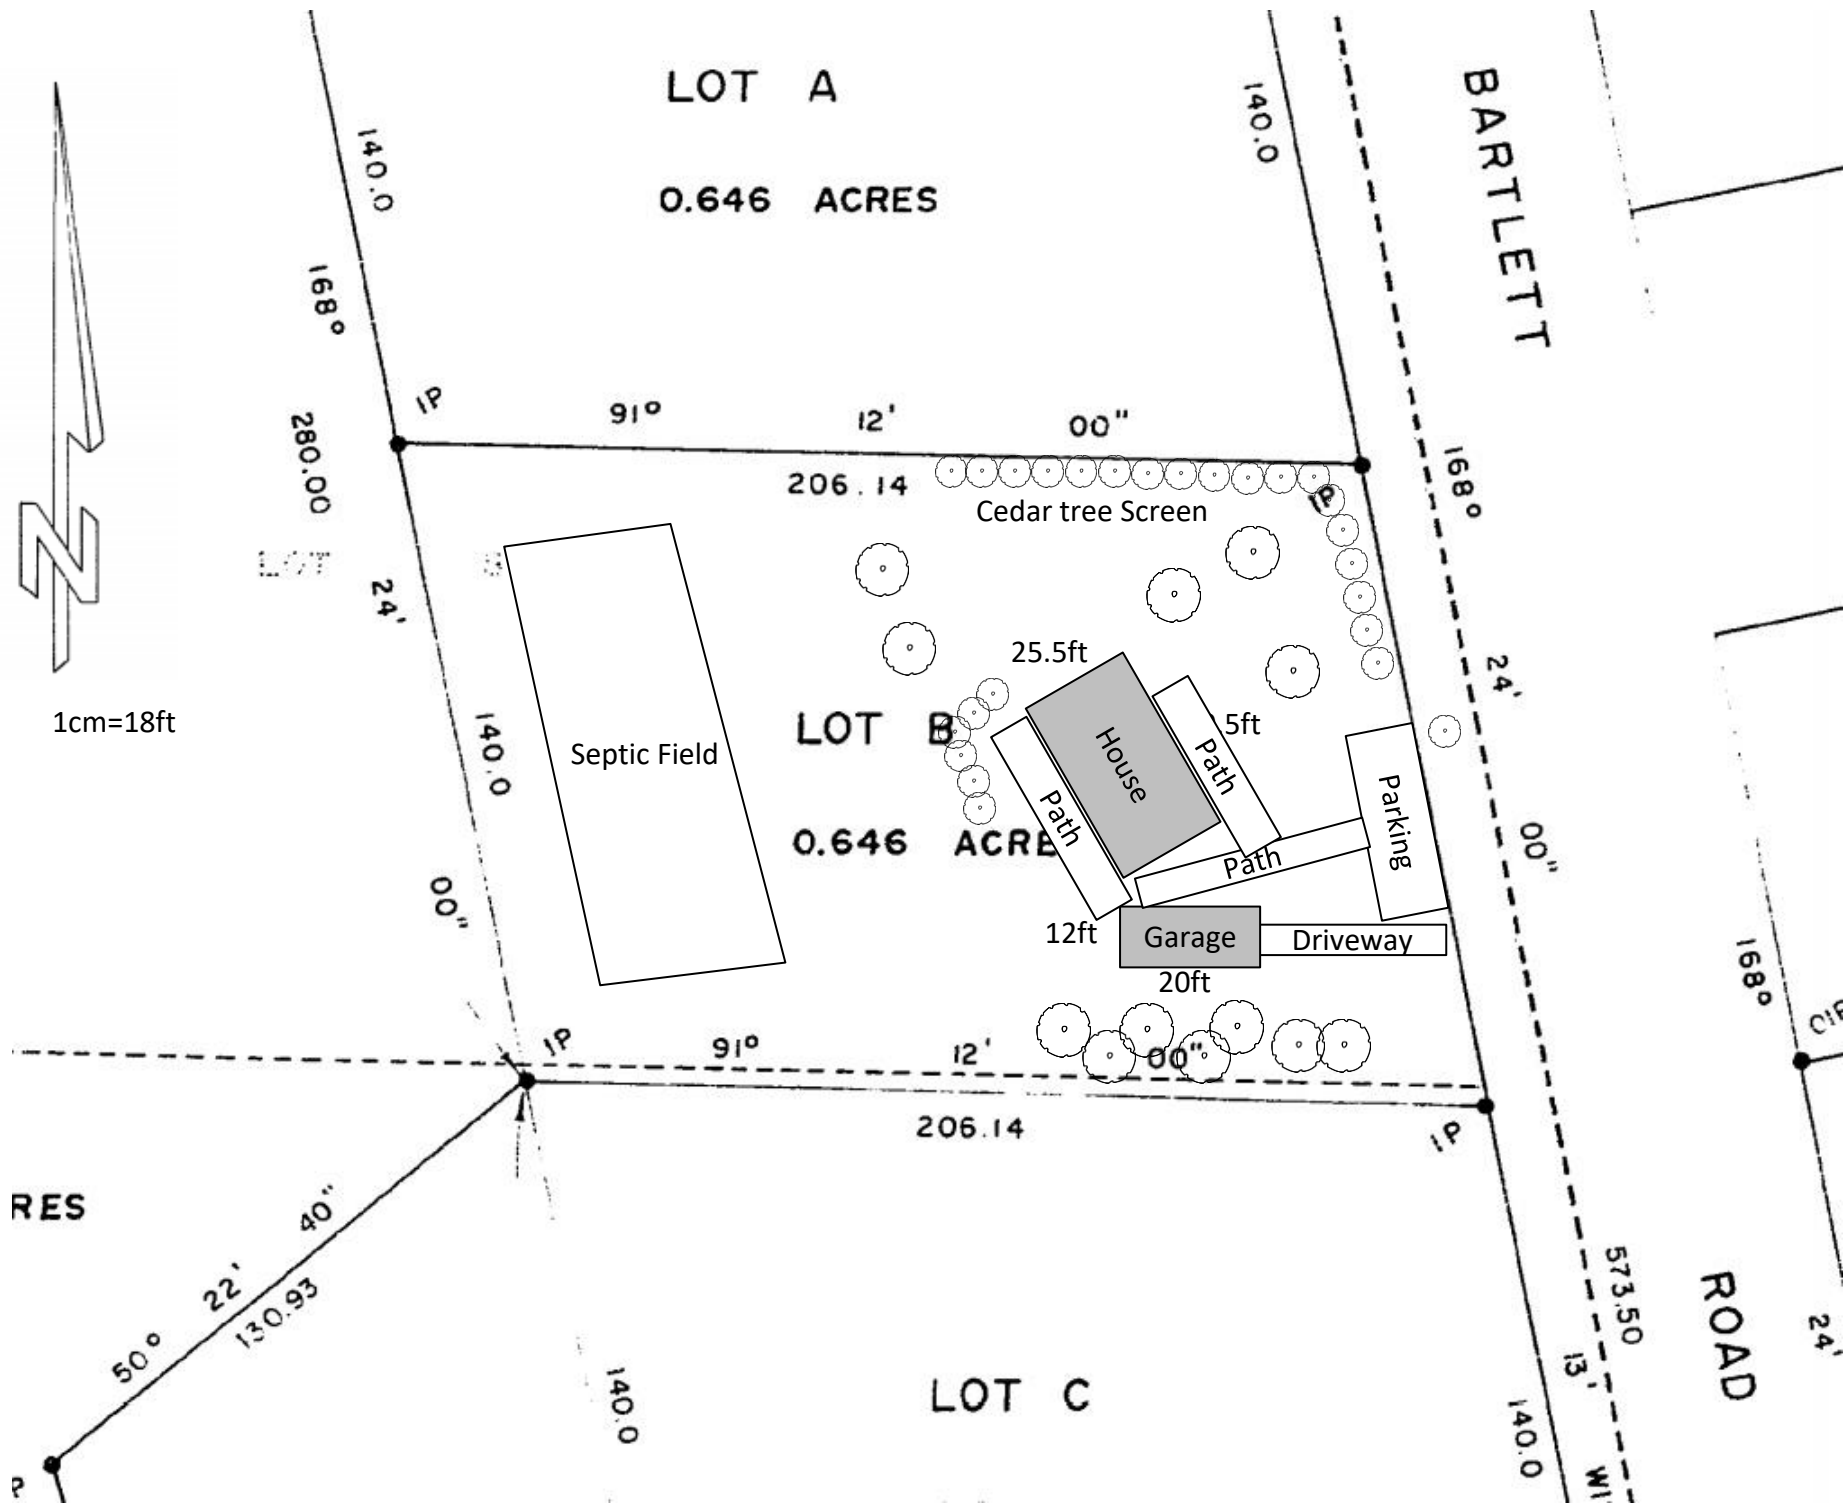 LOT A
0.646 ACRES
140.0
168°
280.00
24'
140.0
00"
140.0
BARTLETT
168°
24'
00"
573.50
13'
ROAD
N
1cm=18ft
IP
91° 12' 00"
206.14
Cedar tree Screen
IP
LOT
25.5ft
LOT B
0.646 ACRE
Septic Field
House
Path
Path
5ft
Path
Parking
12ft
Garage
Driveway
20ft
IP
91° 12' 00"
206.14
IP
RES
50° 22' 40"
130.93
140.0
LOT C
140.0
168°
24'